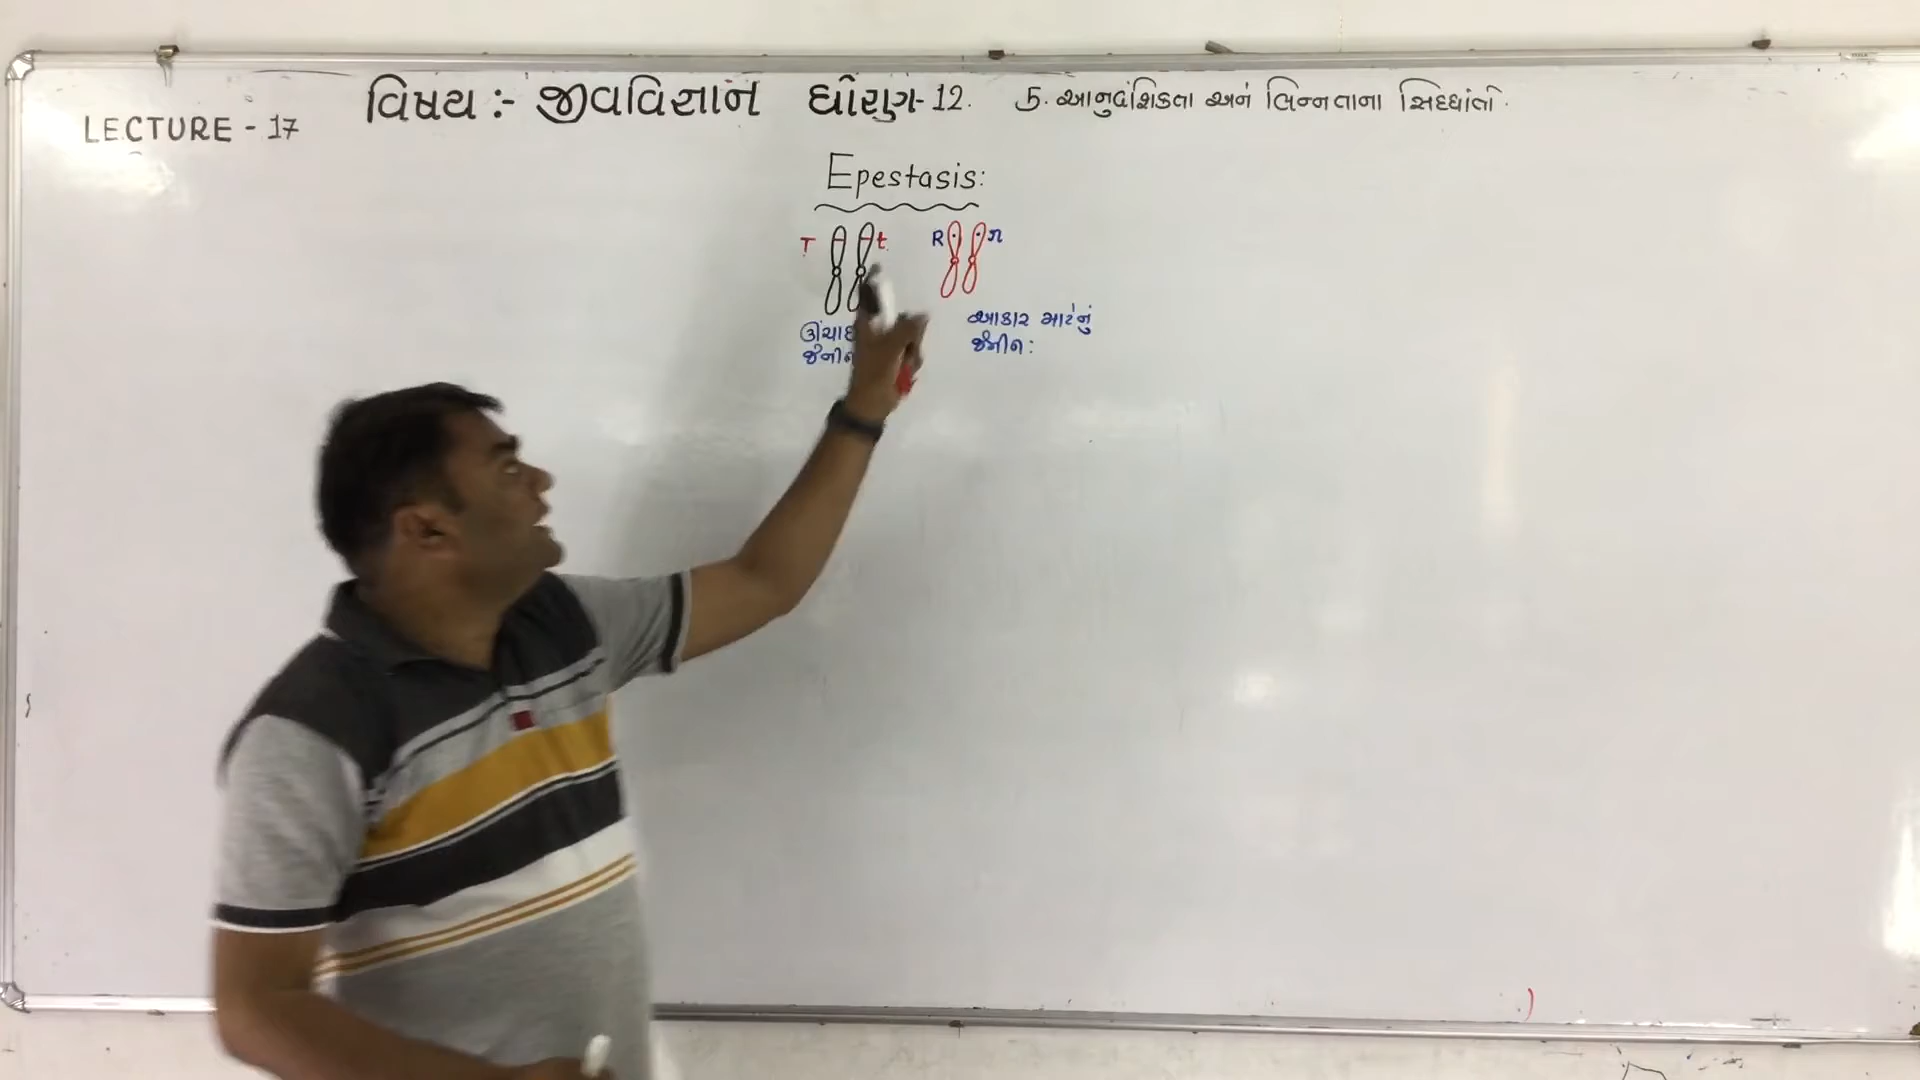 વિષય :- જીવવિજ્ઞાન ધોરણ-12. 5. આનુવંશિકતા અને ભિન્નતાના સિદ્ધાંતો.
LECTURE - 17
Epestasis:
T t R r
આકાર માટેનું
જનીન: